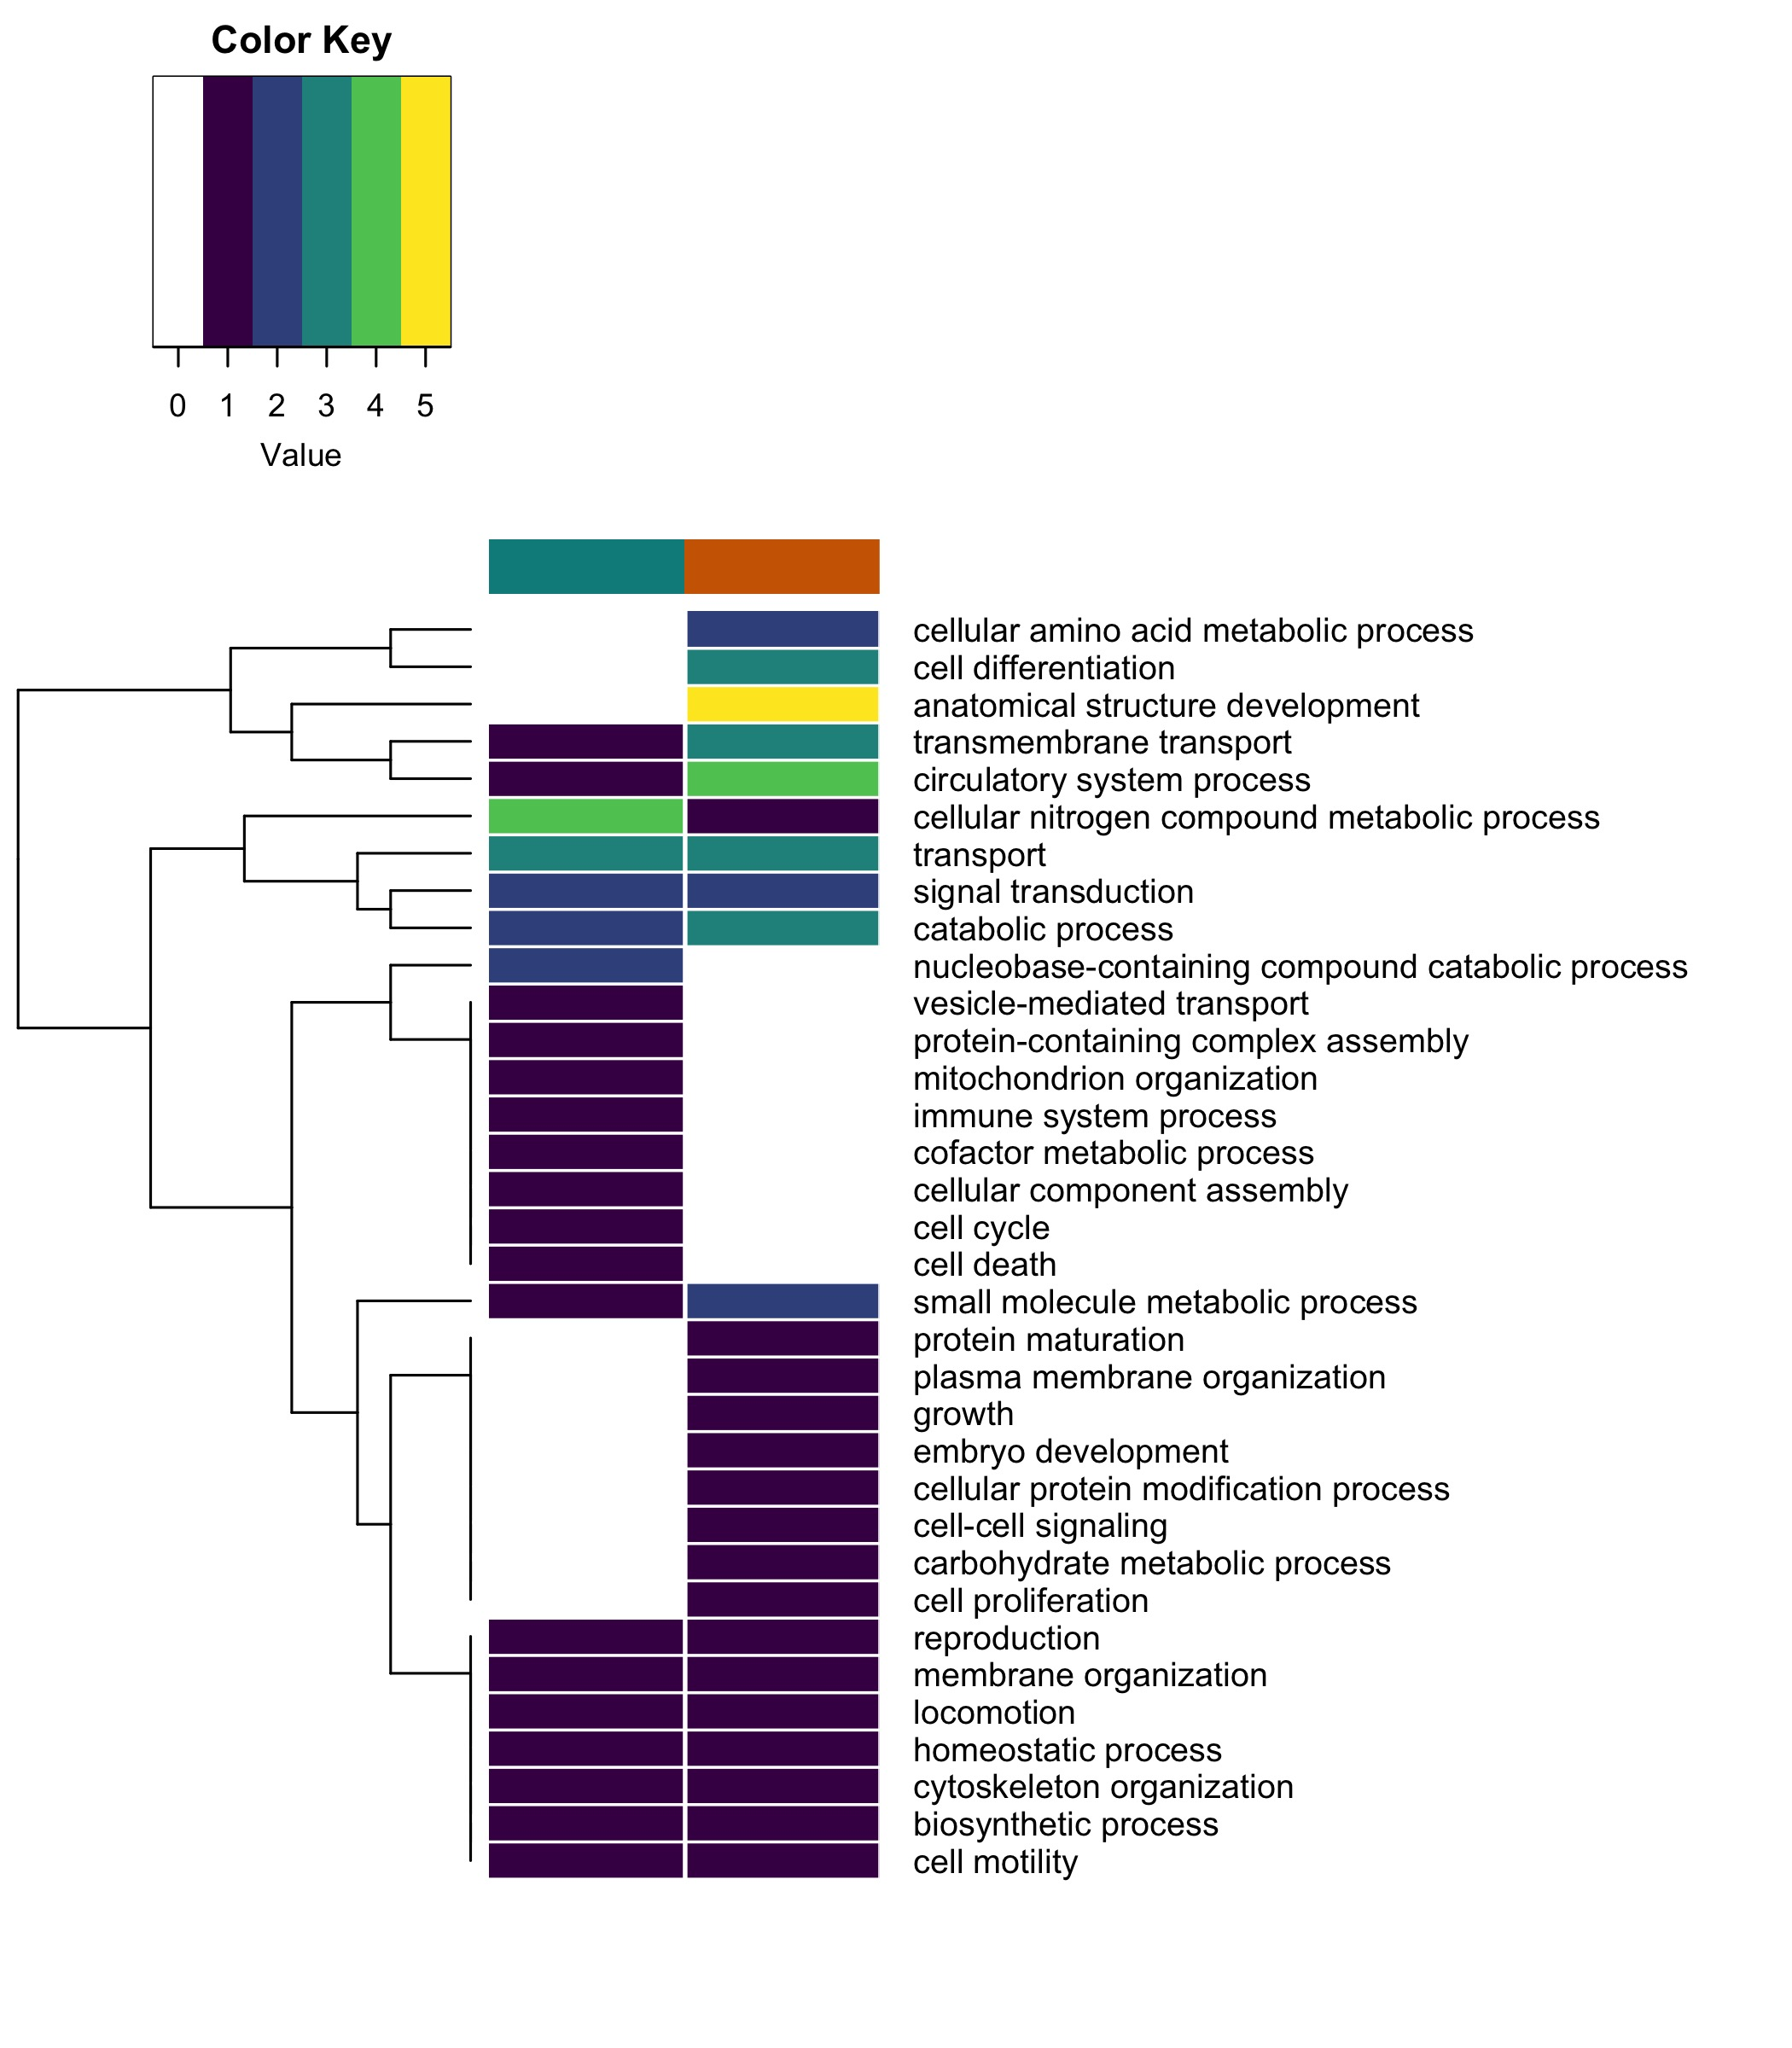 Color Key
0 1 2 3 4 5
Value
cellular amino acid metabolic process
cell differentiation
anatomical structure development
transmembrane transport
circulatory system process
cellular nitrogen compound metabolic process
transport
signal transduction
catabolic process
nucleobase-containing compound catabolic process
vesicle-mediated transport
protein-containing complex assembly
mitochondrion organization
immune system process
cofactor metabolic process
cellular component assembly
cell cycle
cell death
small molecule metabolic process
protein maturation
plasma membrane organization
growth
embryo development
cellular protein modification process
cell-cell signaling
carbohydrate metabolic process
cell proliferation
reproduction
membrane organization
locomotion
homeostatic process
cytoskeleton organization
biosynthetic process
cell motility